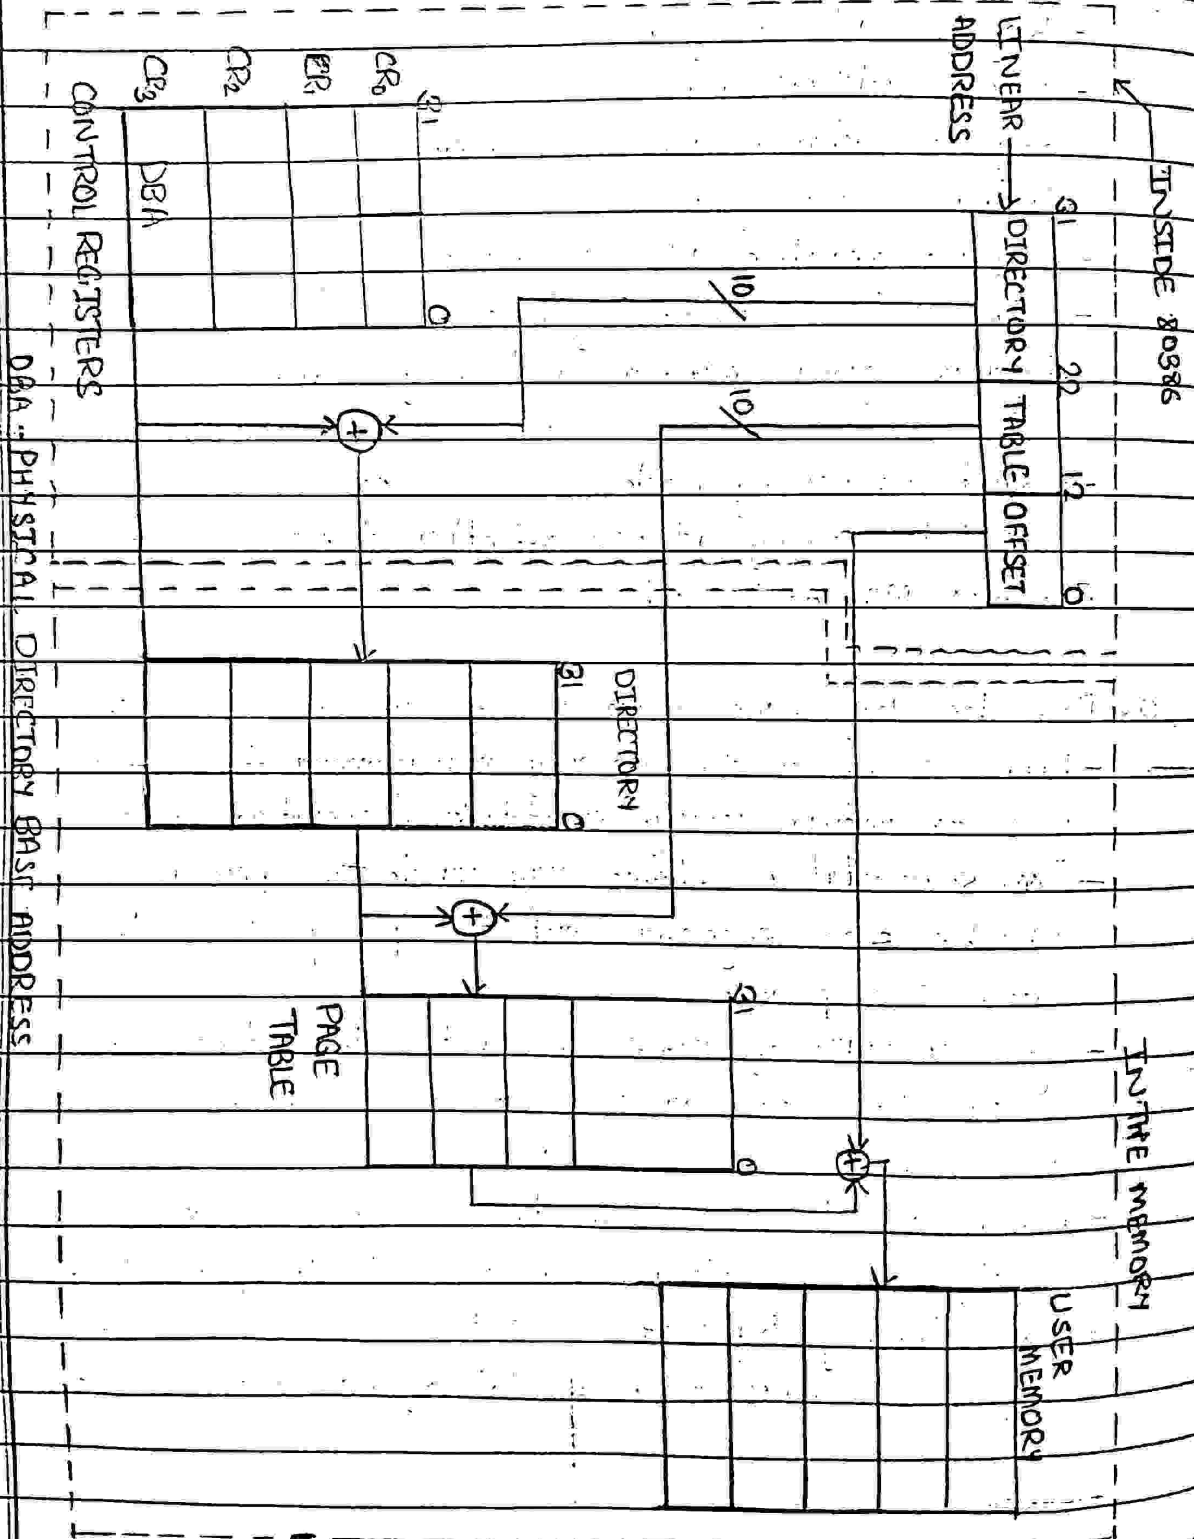 INSIDE 80386
IN THE MEMORY
31 22 12 0
LINEAR
ADDRESS
DIRECTORY TABLE OFFSET
USER
MEMORY
10
10
31 0
31 0
DIRECTORY
31 0
CR0
CR1
CR2
CR3 DBA
PAGE
TABLE
CONTROL REGISTERS
DBA :- PHYSICAL DIRECTORY BASE ADDRESS